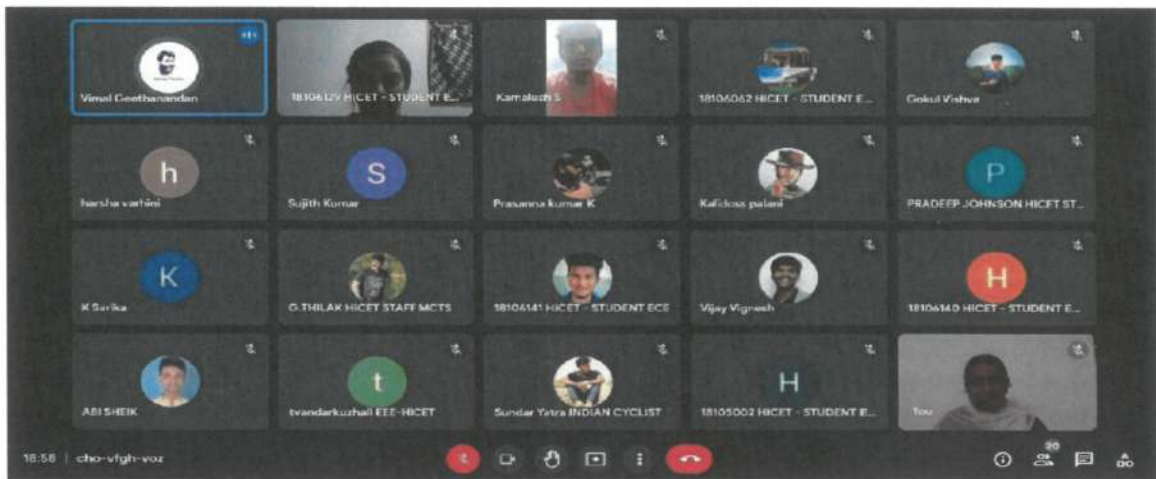 Vimal Geethanandan
18106129 HICET - STUDENT E...
Kamalesh S
18106062 HICET - STUDENT E...
Gokul Vishva
h
harsha varhini
S
Sujith Kumar
Prasanna kumar K
Kalidoss palani
P
PRADEEP JOHNSON HICET ST...
K
K Sarika
G.THILAK HICET STAFF MCTS
18106141 HICET - STUDENT ECE
Vijay Vignesh
H
18106140 HICET - STUDENT E...
ABI SHEIK
t
tvandarkuzhali EEE-HICET
Sundar Yatra INDIAN CYCLIST
H
18105002 HICET - STUDENT E...
You
18:58 | cho-vfgh-voz
20